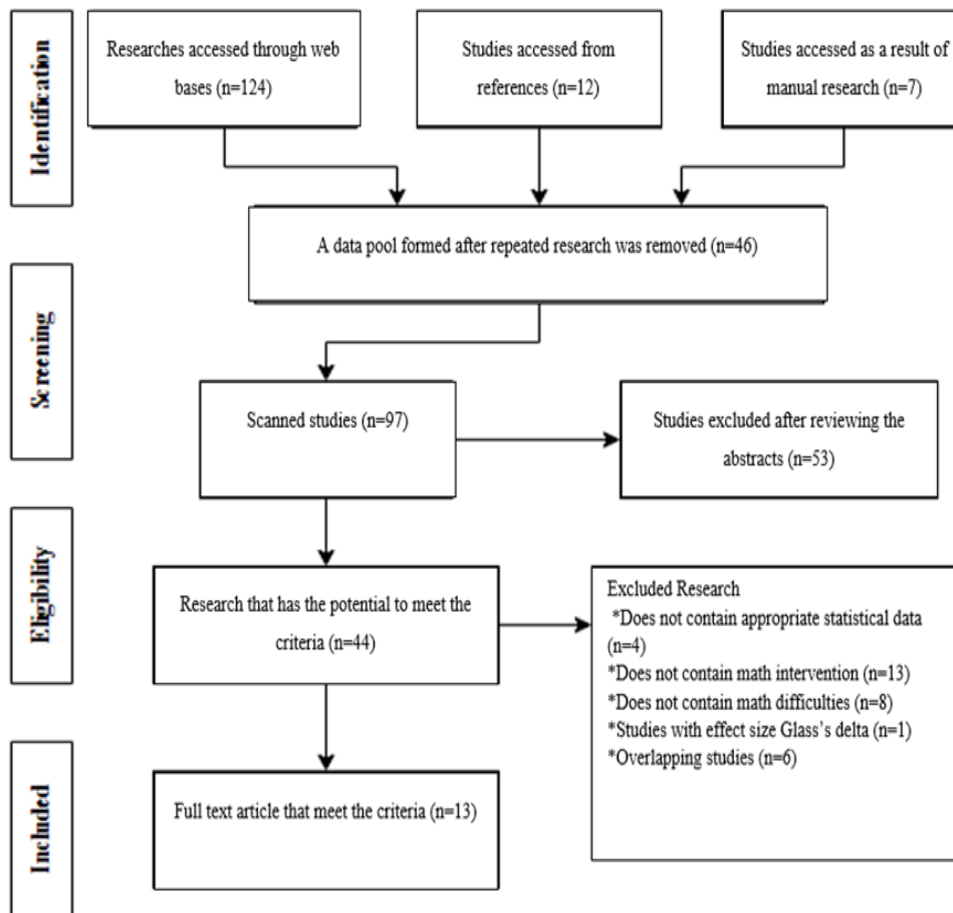 Identification
Researches accessed through web
bases (n=124)
Studies accessed from
references (n=12)
Studies accessed as a result of
manual research (n=7)
A data pool formed after repeated research was removed (n=46)
Screening
Scanned studies (n=97)
Studies excluded after reviewing the
abstracts (n=53)
Eligibility
Research that has the potential to meet the
criteria (n=44)
Excluded Research
*Does not contain appropriate statistical data
(n=4)
*Does not contain math intervention (n=13)
*Does not contain math difficulties (n=8)
*Studies with effect size Glass's delta (n=1)
*Overlapping studies (n=6)
Included
Full text article that meet the criteria (n=13)